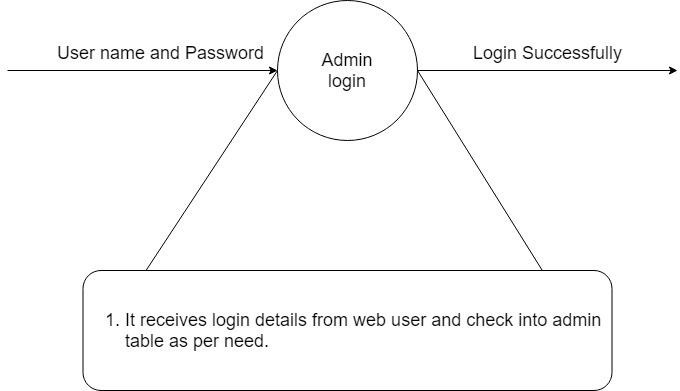 User name and Password
Admin
login
Login Successfully
1. It receives login details from web user and check into admin
table as per need.